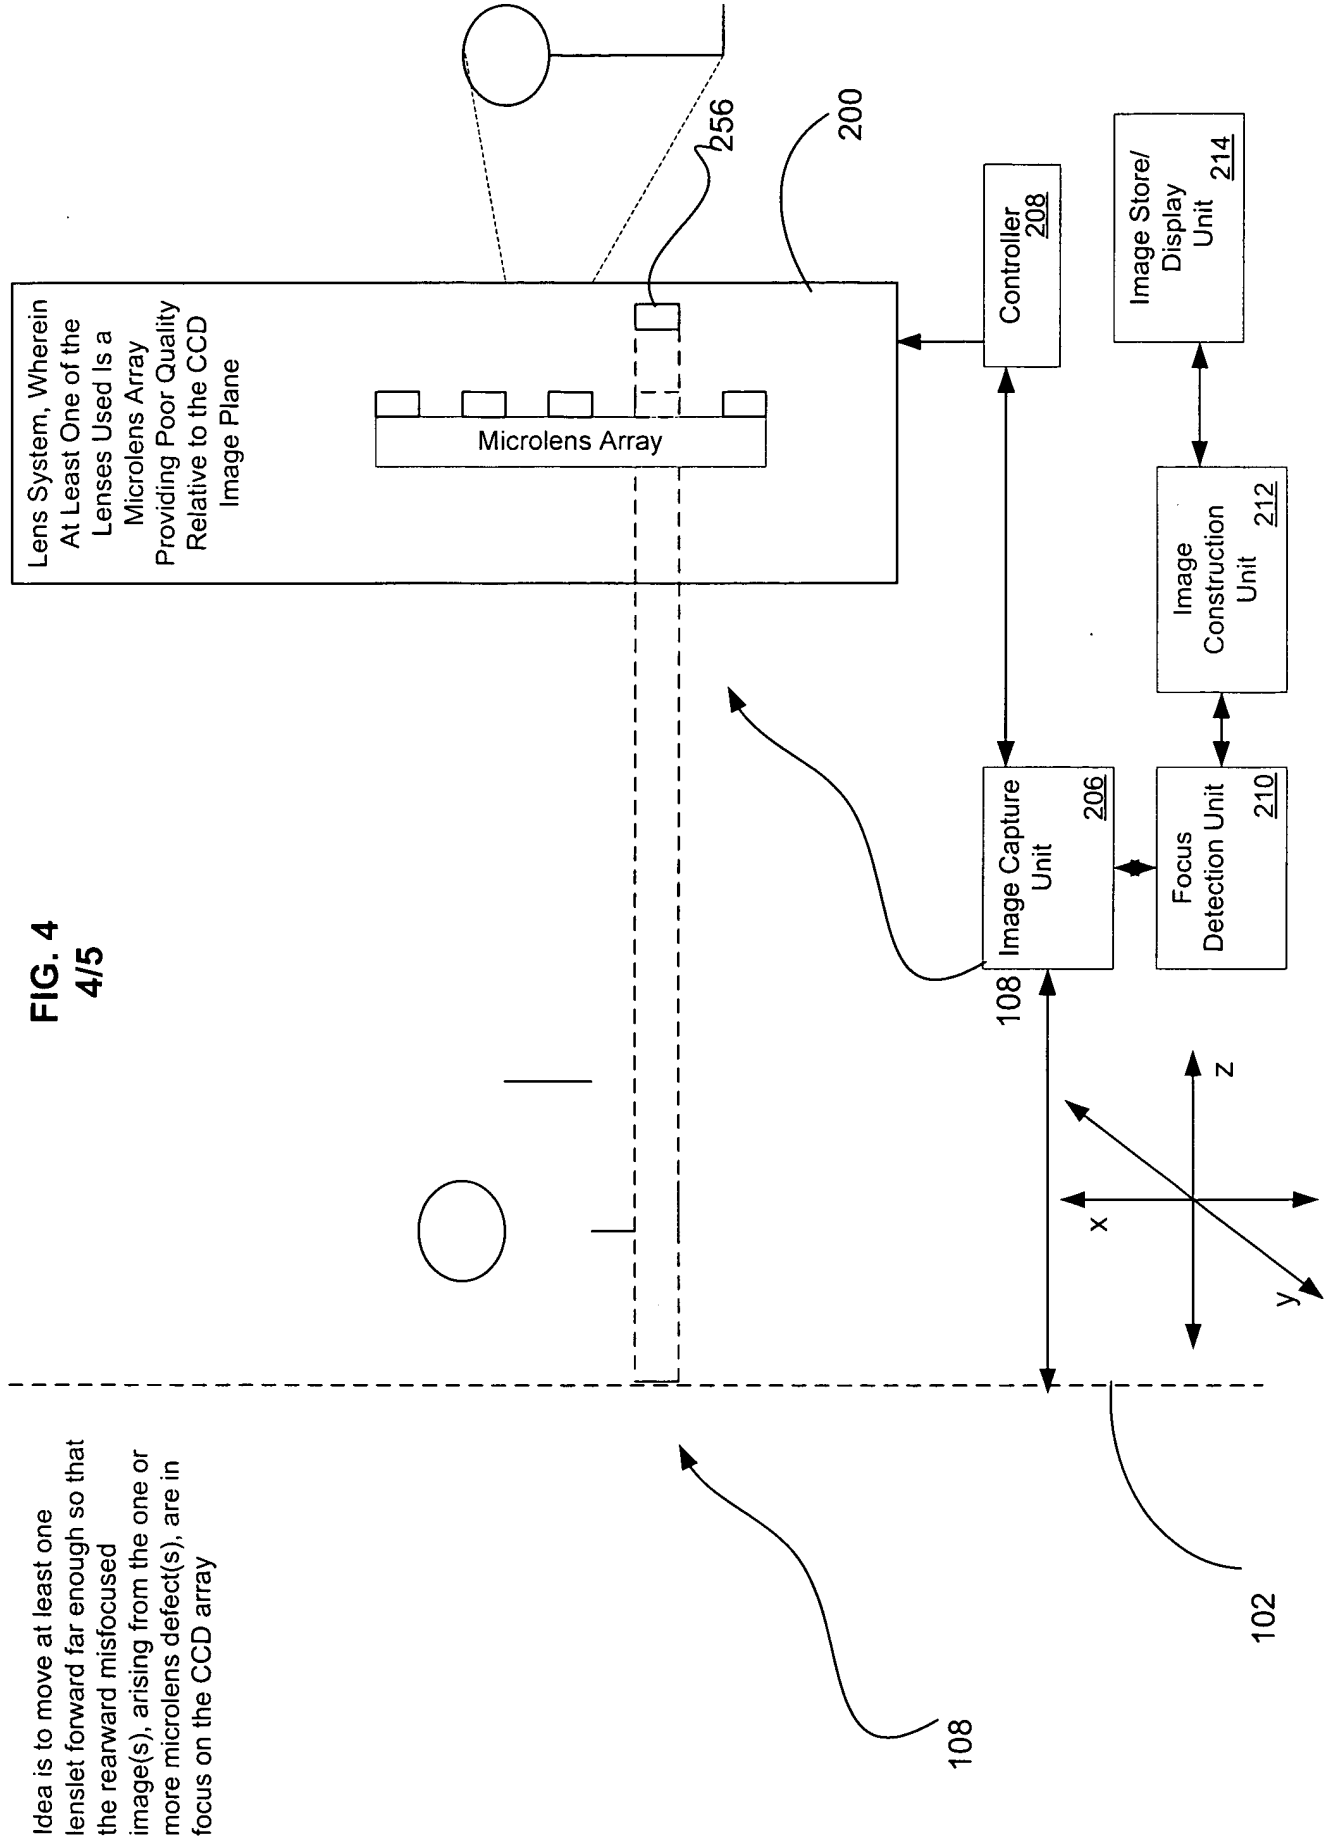 FIG. 4
4/5
Idea is to move at least one
lenslet forward far enough so that
the rearward misfocused
image(s), arising from the one or
more microlens defect(s), are in
focus on the CCD array
Lens System, Wherein
At Least One of the
Lenses Used Is a
Microlens Array
Providing Poor Quality
Relative to the CCD
Image Plane
Microlens Array
256
200
108
102
108
x
y
z
Image Capture
Unit
206
Controller
208
Focus
Detection Unit
210
Image
Construction
Unit
212
Image Store/
Display
Unit
214